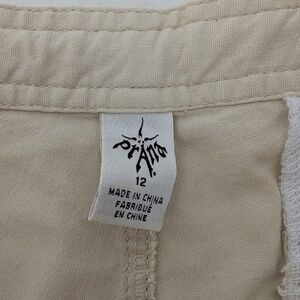 prAna
12
MADE IN CHINA
FABRIQUÉ
EN CHINE